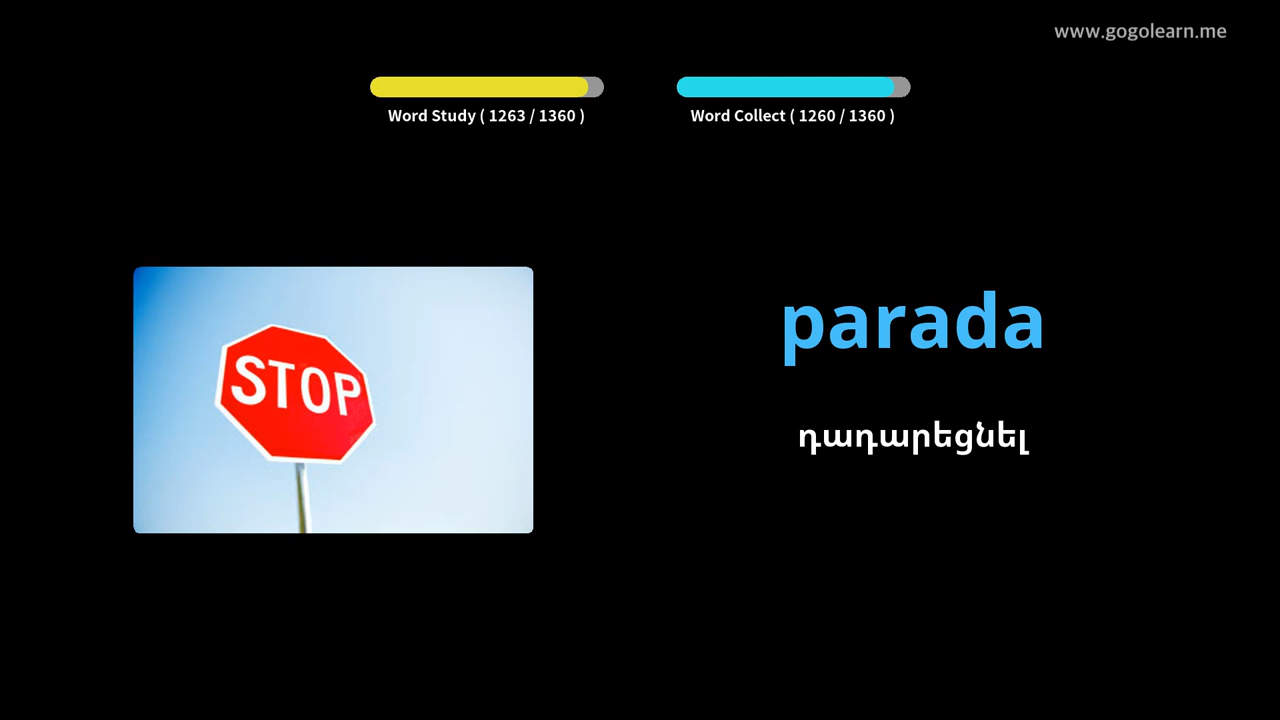 www.gogolearn.me
Word Study ( 1263 / 1360 )
Word Collect ( 1260 / 1360 )
STOP
parada
դադարեցնել